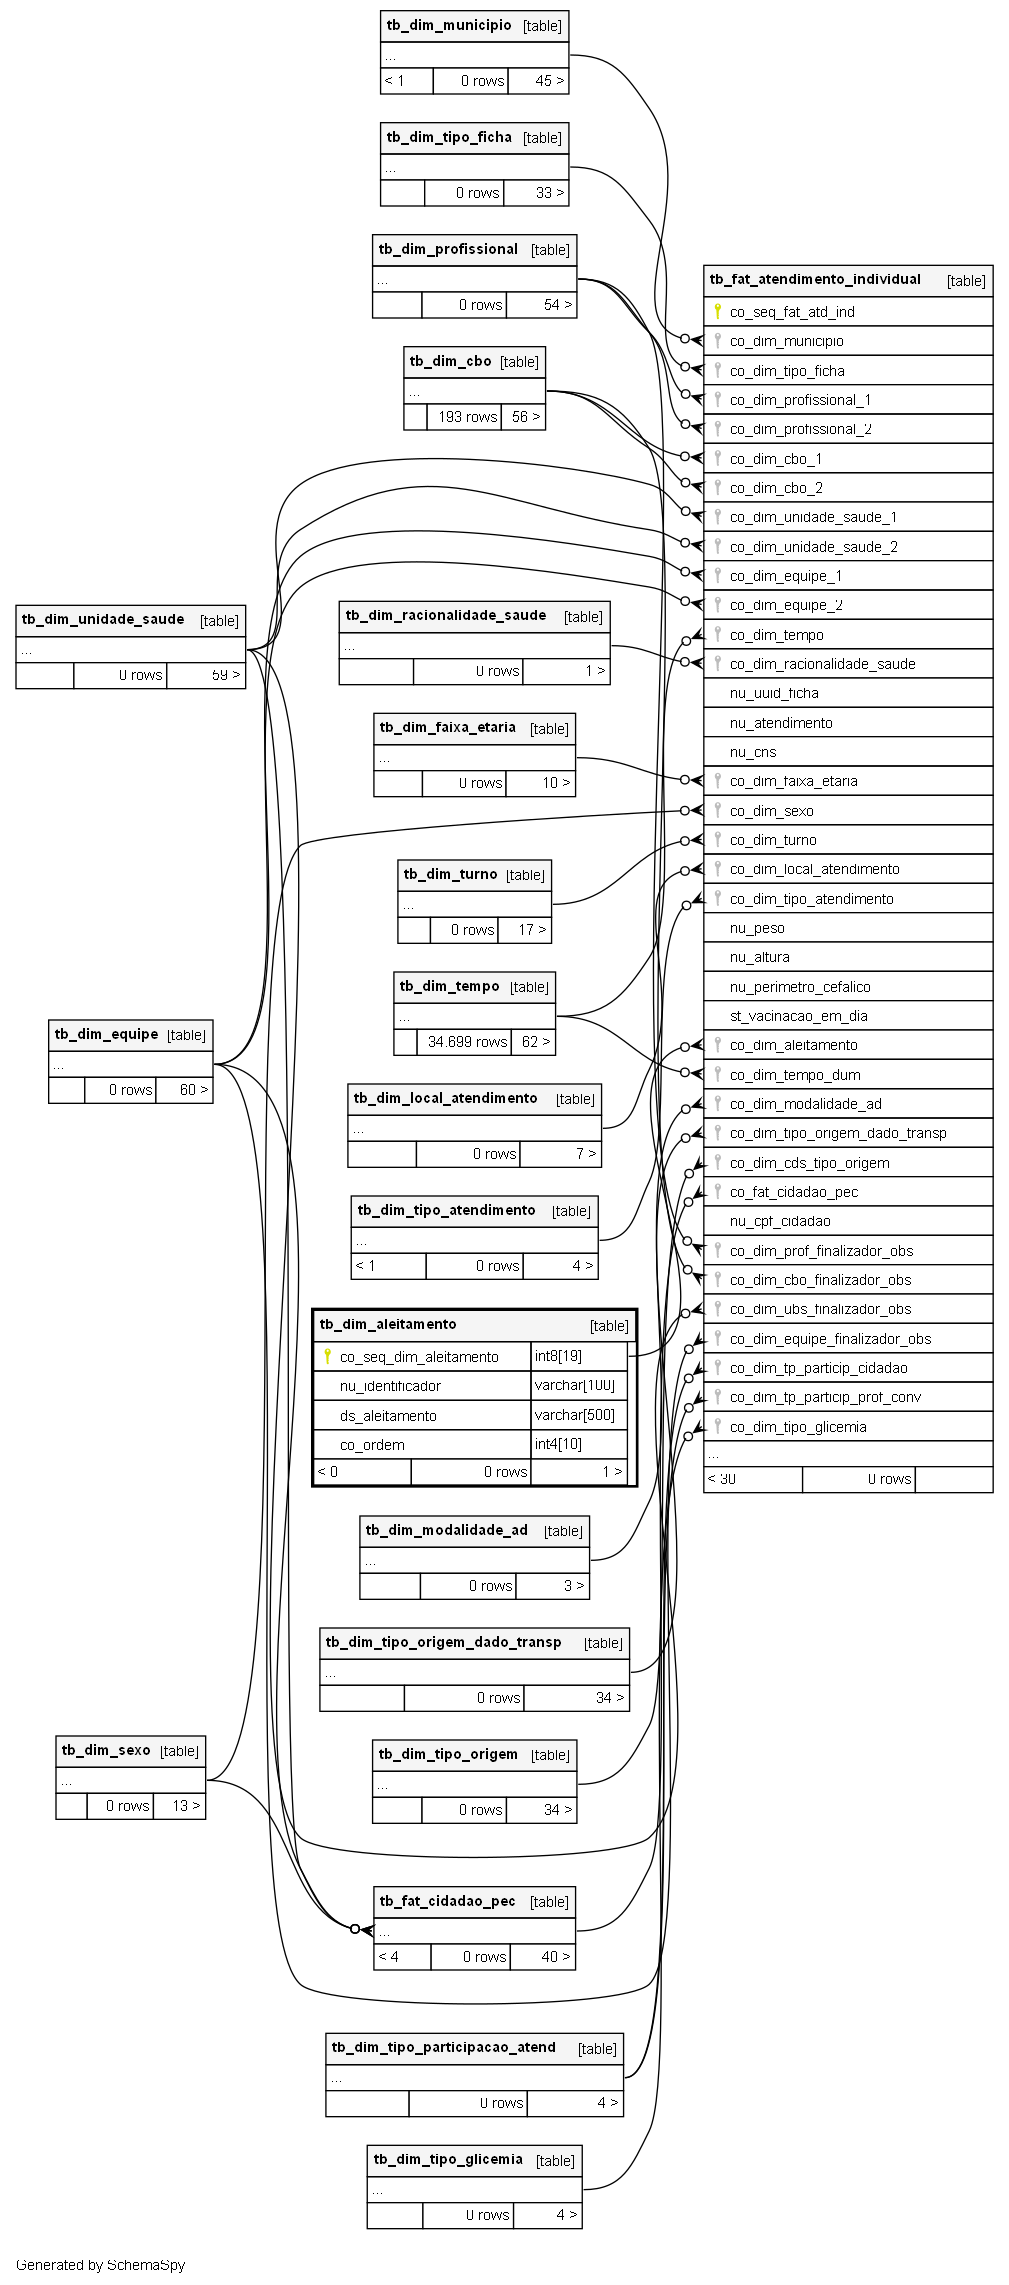 tb_dim_municipio [table]
...
< 1 0 rows 45 >
tb_dim_tipo_ficha [table]
...
0 rows 33 >
tb_dim_profissional [table]
...
0 rows 54 >
tb_dim_cbo [table]
...
193 rows 56 >
tb_dim_unidade_saude [table]
...
0 rows 59 >
tb_dim_racionalidade_saude [table]
...
0 rows 1 >
tb_dim_faixa_etaria [table]
...
0 rows 10 >
tb_dim_turno [table]
...
0 rows 17 >
tb_dim_tempo [table]
...
34.699 rows 62 >
tb_dim_equipe [table]
...
0 rows 60 >
tb_dim_local_atendimento [table]
...
0 rows 7 >
tb_dim_tipo_atendimento [table]
...
< 1 0 rows 4 >
tb_dim_aleitamento [table]
co_seq_dim_aleitamento int8[19]
nu_identificador varchar[100]
ds_aleitamento varchar[500]
co_ordem int4[10]
< 0 0 rows 1 >
tb_dim_modalidade_ad [table]
...
0 rows 3 >
tb_dim_tipo_origem_dado_transp [table]
...
0 rows 34 >
tb_dim_sexo [table]
...
0 rows 13 >
tb_dim_tipo_origem [table]
...
0 rows 34 >
tb_fat_cidadao_pec [table]
...
< 4 0 rows 40 >
tb_dim_tipo_participacao_atend [table]
...
0 rows 4 >
tb_dim_tipo_glicemia [table]
...
0 rows 4 >
tb_fat_atendimento_individual [table]
co_seq_fat_atd_ind
co_dim_municipio
co_dim_tipo_ficha
co_dim_profissional_1
co_dim_profissional_2
co_dim_cbo_1
co_dim_cbo_2
co_dim_unidade_saude_1
co_dim_unidade_saude_2
co_dim_equipe_1
co_dim_equipe_2
co_dim_tempo
co_dim_racionalidade_saude
nu_uuid_ficha
nu_atendimento
nu_cns
co_dim_faixa_etaria
co_dim_sexo
co_dim_turno
co_dim_local_atendimento
co_dim_tipo_atendimento
nu_peso
nu_altura
nu_perimetro_cefalico
st_vacinacao_em_dia
co_dim_aleitamento
co_dim_tempo_dum
co_dim_modalidade_ad
co_dim_tipo_origem_dado_transp
co_dim_cds_tipo_origem
co_fat_cidadao_pec
nu_cpf_cidadao
co_dim_prof_finalizador_obs
co_dim_cbo_finalizador_obs
co_dim_ubs_finalizador_obs
co_dim_equipe_finalizador_obs
co_dim_tp_particip_cidadao
co_dim_tp_particip_prof_conv
co_dim_tipo_glicemia
...
< 30 0 rows
Generated by SchemaSpy